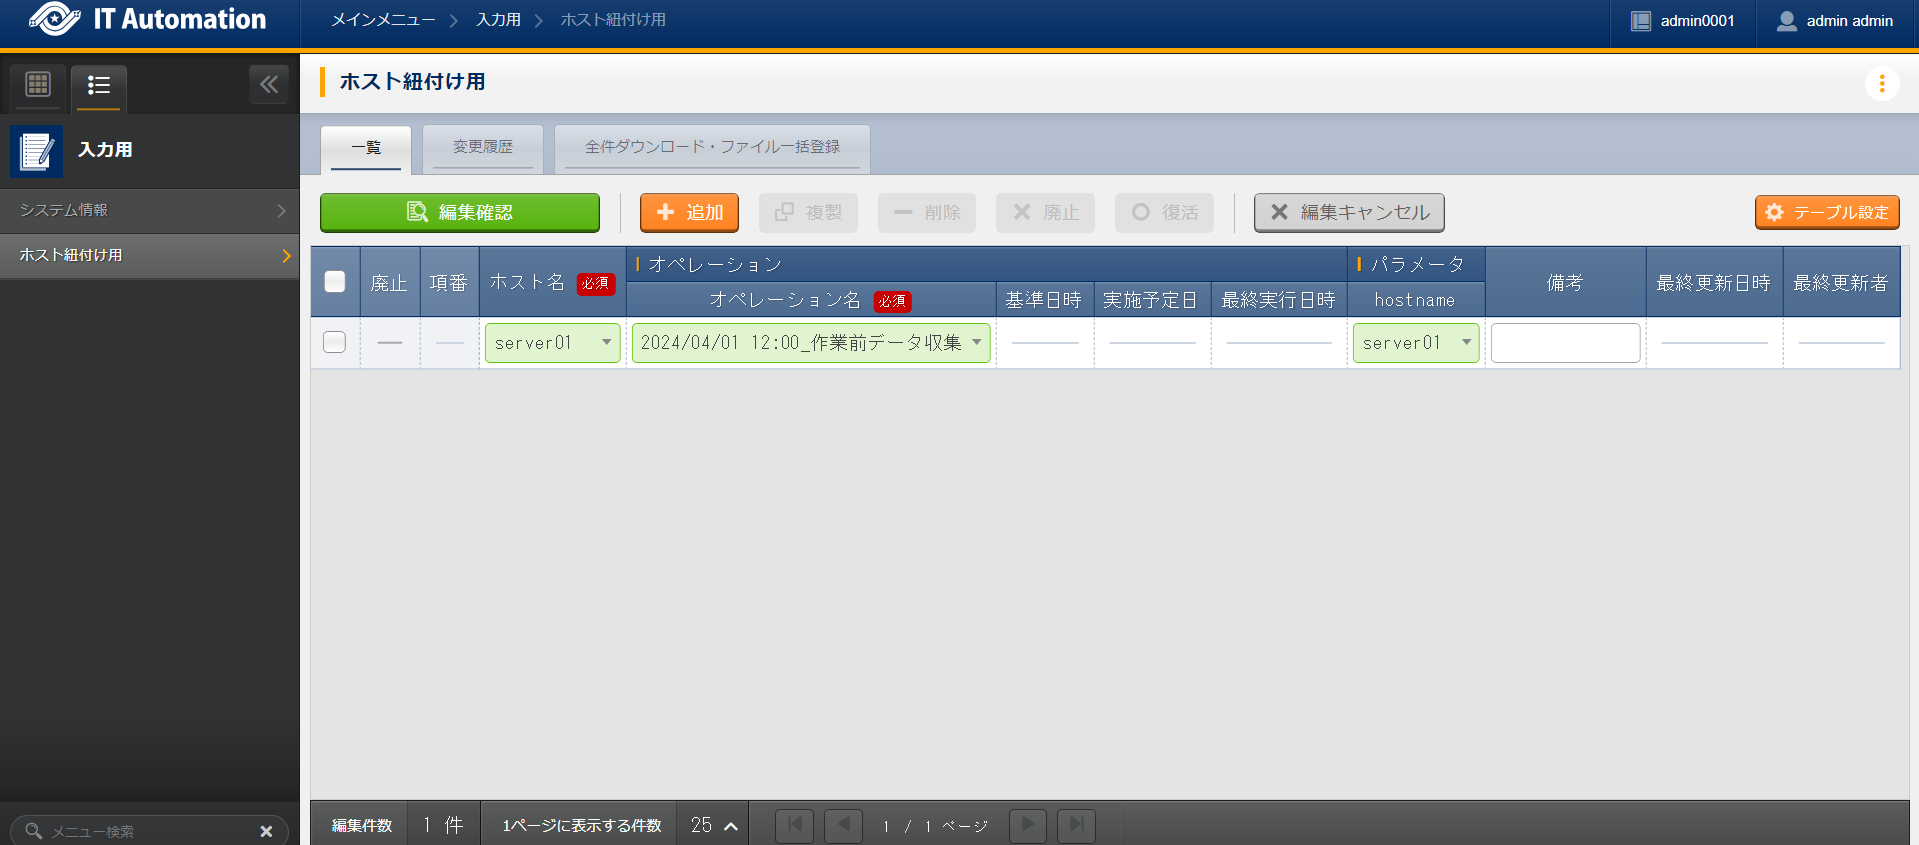 IT Automation
メインメニュー 入力用 ホスト紐付け用
admin0001
admin admin
入力用
システム情報
ホスト紐付け用
メニュー検索
ホスト紐付け用
一覧
変更履歴
全件ダウンロード・ファイル一括登録
編集確認
追加
複製
削除
廃止
復活
編集キャンセル
テーブル設定
廃止
項番
ホスト名 必須
オペレーション
オペレーション名 必須
基準日時
実施予定日
最終実行日時
パラメータ
hostname
備考
最終更新日時
最終更新者
server01
2024/04/01 12:00_作業前データ収集
server01
編集件数 1 件
1ページに表示する件数 25
1 / 1 ページ